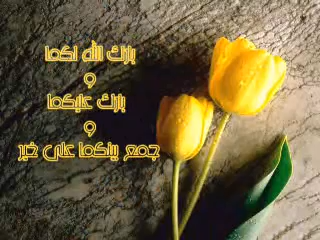 بارك الله لكما
و
بارك عليكما
و
جمع بينكما على خير